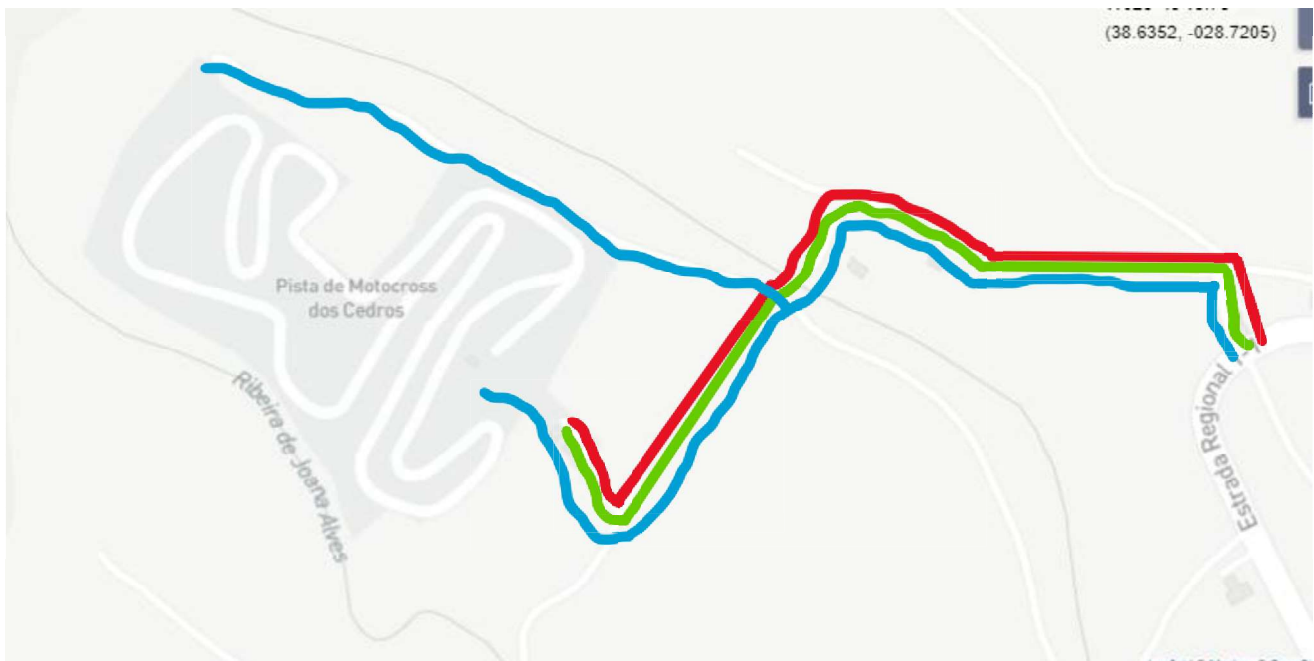 (38.6352, -028.7205)
Pista de Motocross
dos Cedros
Ribeira de Joana Alves
Estrada Regional